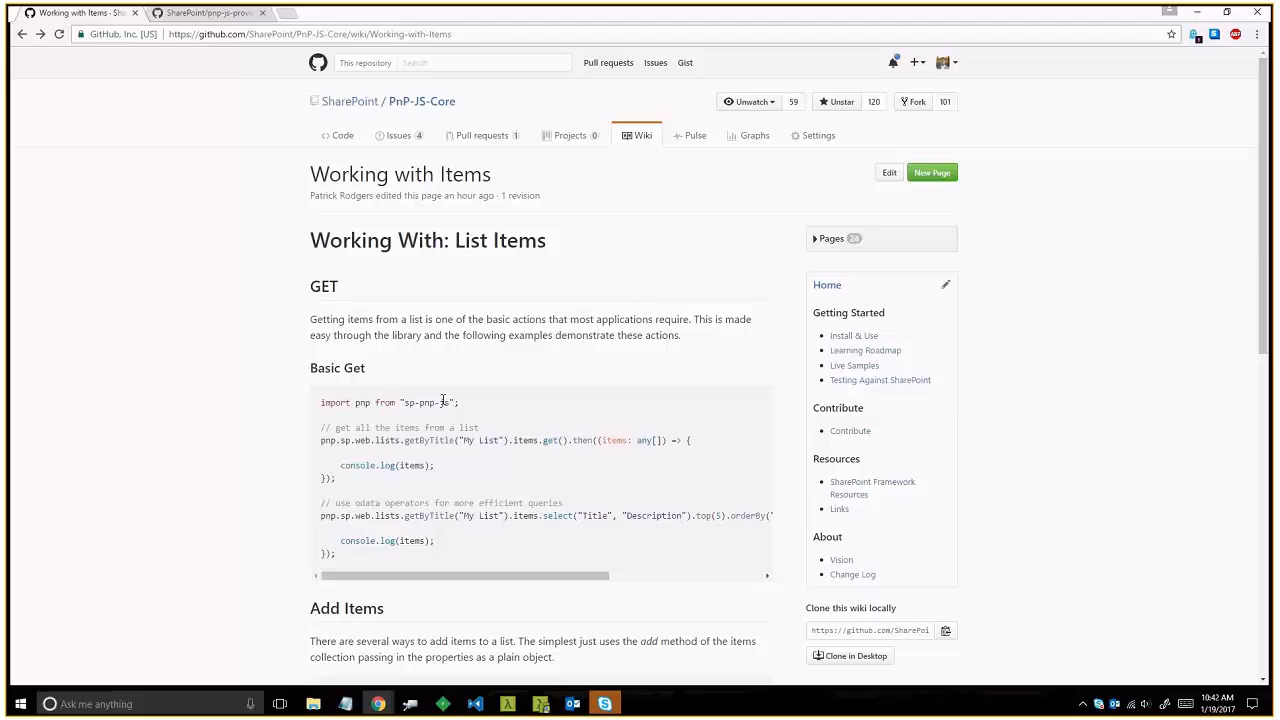 Working with Items · Sha
SharePoint/pnp-js-provi
GitHub, Inc. [US]
https://github.com/SharePoint/PnP-JS-Core/wiki/Working-with-Items
This repository
Search
Pull requests
Issues
Gist
SharePoint / PnP-JS-Core
Unwatch
59
Unstar
120
Fork
101
Code
Issues 4
Pull requests 1
Projects 0
Wiki
Pulse
Graphs
Settings
Working with Items
Edit
New Page
Patrick Rodgers edited this page an hour ago · 1 revision
Working With: List Items
GET
Getting items from a list is one of the basic actions that most applications require. This is made
easy through the library and the following examples demonstrate these actions.
Basic Get
import pnp from "sp-pnp-js";
// get all the items from a list
pnp.sp.web.lists.getByTitle("My List").items.get().then((items: any[]) => {
console.log(items);
});
// use odata operators for more efficient queries
pnp.sp.web.lists.getByTitle("My List").items.select("Title", "Description").top(5).orderBy("
console.log(items);
});
Add Items
There are several ways to add items to a list. The simplest just uses the add method of the items
collection passing in the properties as a plain object.
Pages 24
Home
Getting Started
Install & Use
Learning Roadmap
Live Samples
Testing Against SharePoint
Contribute
Contribute
Resources
SharePoint Framework
Resources
Links
About
Vision
Change Log
Clone this wiki locally
https://github.com/SharePoi
Clone in Desktop
Ask me anything
10:42 AM
1/19/2017